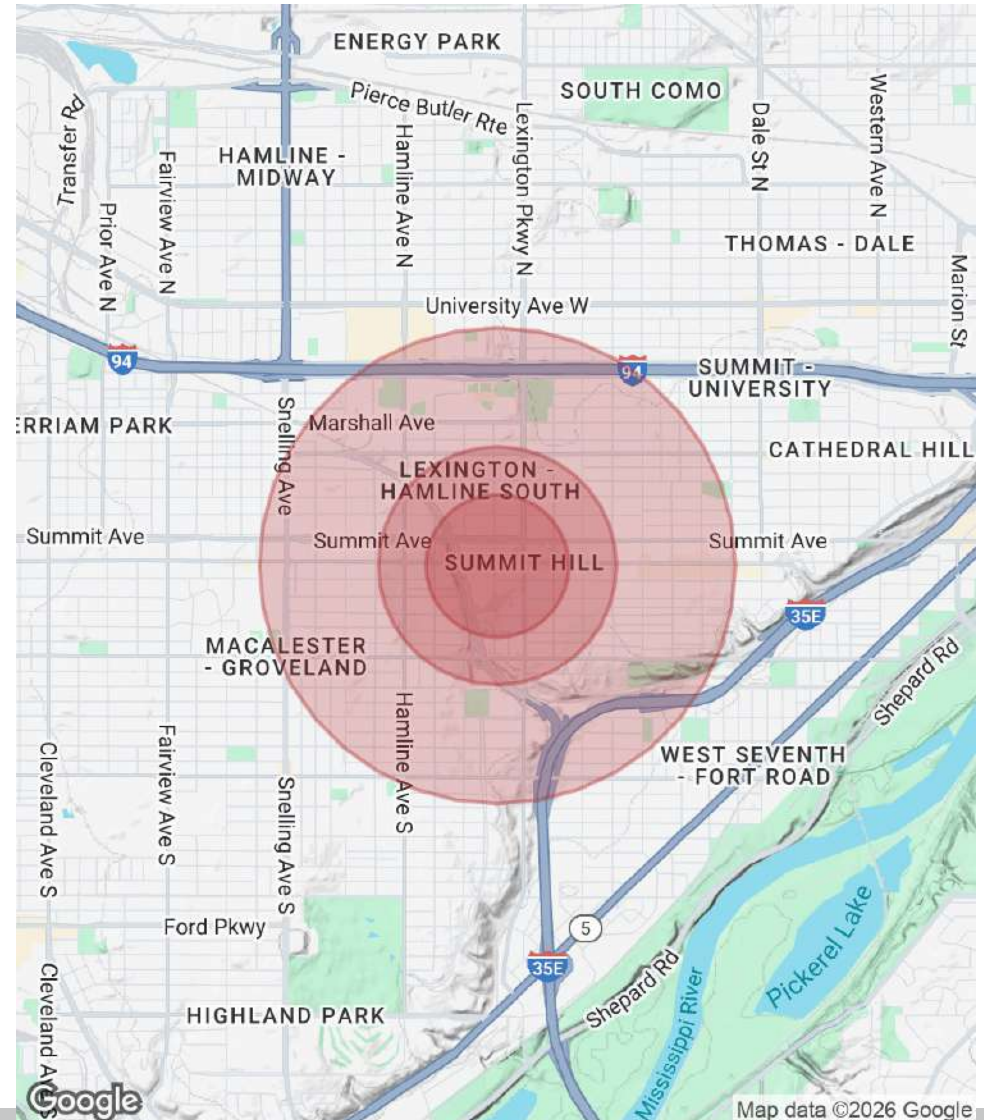 ENERGY PARK
SOUTH COMO
Pierce Butler Rte
Transfer Rd
Fairview Ave N
HAMLINE -
MIDWAY
Hamline Ave N
Lexington Pkwy N
Dale St N
Western Ave N
Prior Ave N
THOMAS - DALE
Marion St
University Ave W
94
94
SUMMIT -
UNIVERSITY
ERRIAM PARK
Snelling Ave
Marshall Ave
CATHEDRAL HILL
LEXINGTON -
HAMLINE SOUTH
Summit Ave
Summit Ave
SUMMIT HILL
Summit Ave
35E
MACALESTER
- GROVELAND
Shepard Rd
Hamline Ave S
Fairview Ave S
Cleveland Ave S
Snelling Ave S
WEST SEVENTH
- FORT ROAD
Ford Pkwy
5
35E
Shepard Rd
Mississippi River
Pickerel Lake
Cleveland Ave S
HIGHLAND PARK
Google
Map data ©2026 Google